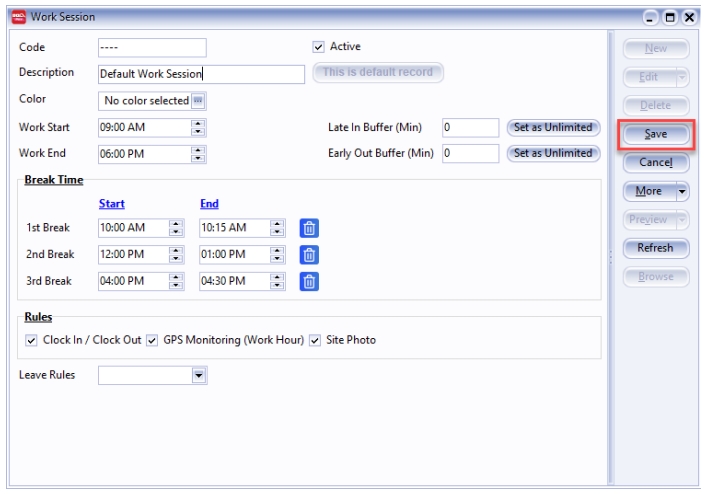 Work Session
Code ---- Active
Description Default Work Session This is default record
Color No color selected
Work Start 09:00 AM Late In Buffer (Min) 0 Set as Unlimited
Work End 06:00 PM Early Out Buffer (Min) 0 Set as Unlimited
Break Time
Start End
1st Break 10:00 AM 10:15 AM
2nd Break 12:00 PM 01:00 PM
3rd Break 04:00 PM 04:30 PM
Rules
Clock In / Clock Out GPS Monitoring (Work Hour) Site Photo
Leave Rules
New
Edit
Delete
Save
Cancel
More
Preview
Refresh
Browse